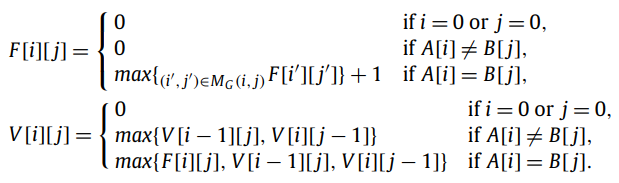 0 if i = 0 or j = 0,
F[i][j] = { 0 if A[i] ≠ B[j],
max{(i′,j′)∈MG(i,j) F[i′][j′]} + 1 if A[i] = B[j],
0 if i = 0 or j = 0,
V[i][j] = { max{V[i − 1][j], V[i][j − 1]} if A[i] ≠ B[j],
max{F[i][j], V[i − 1][j], V[i][j − 1]} if A[i] = B[j].